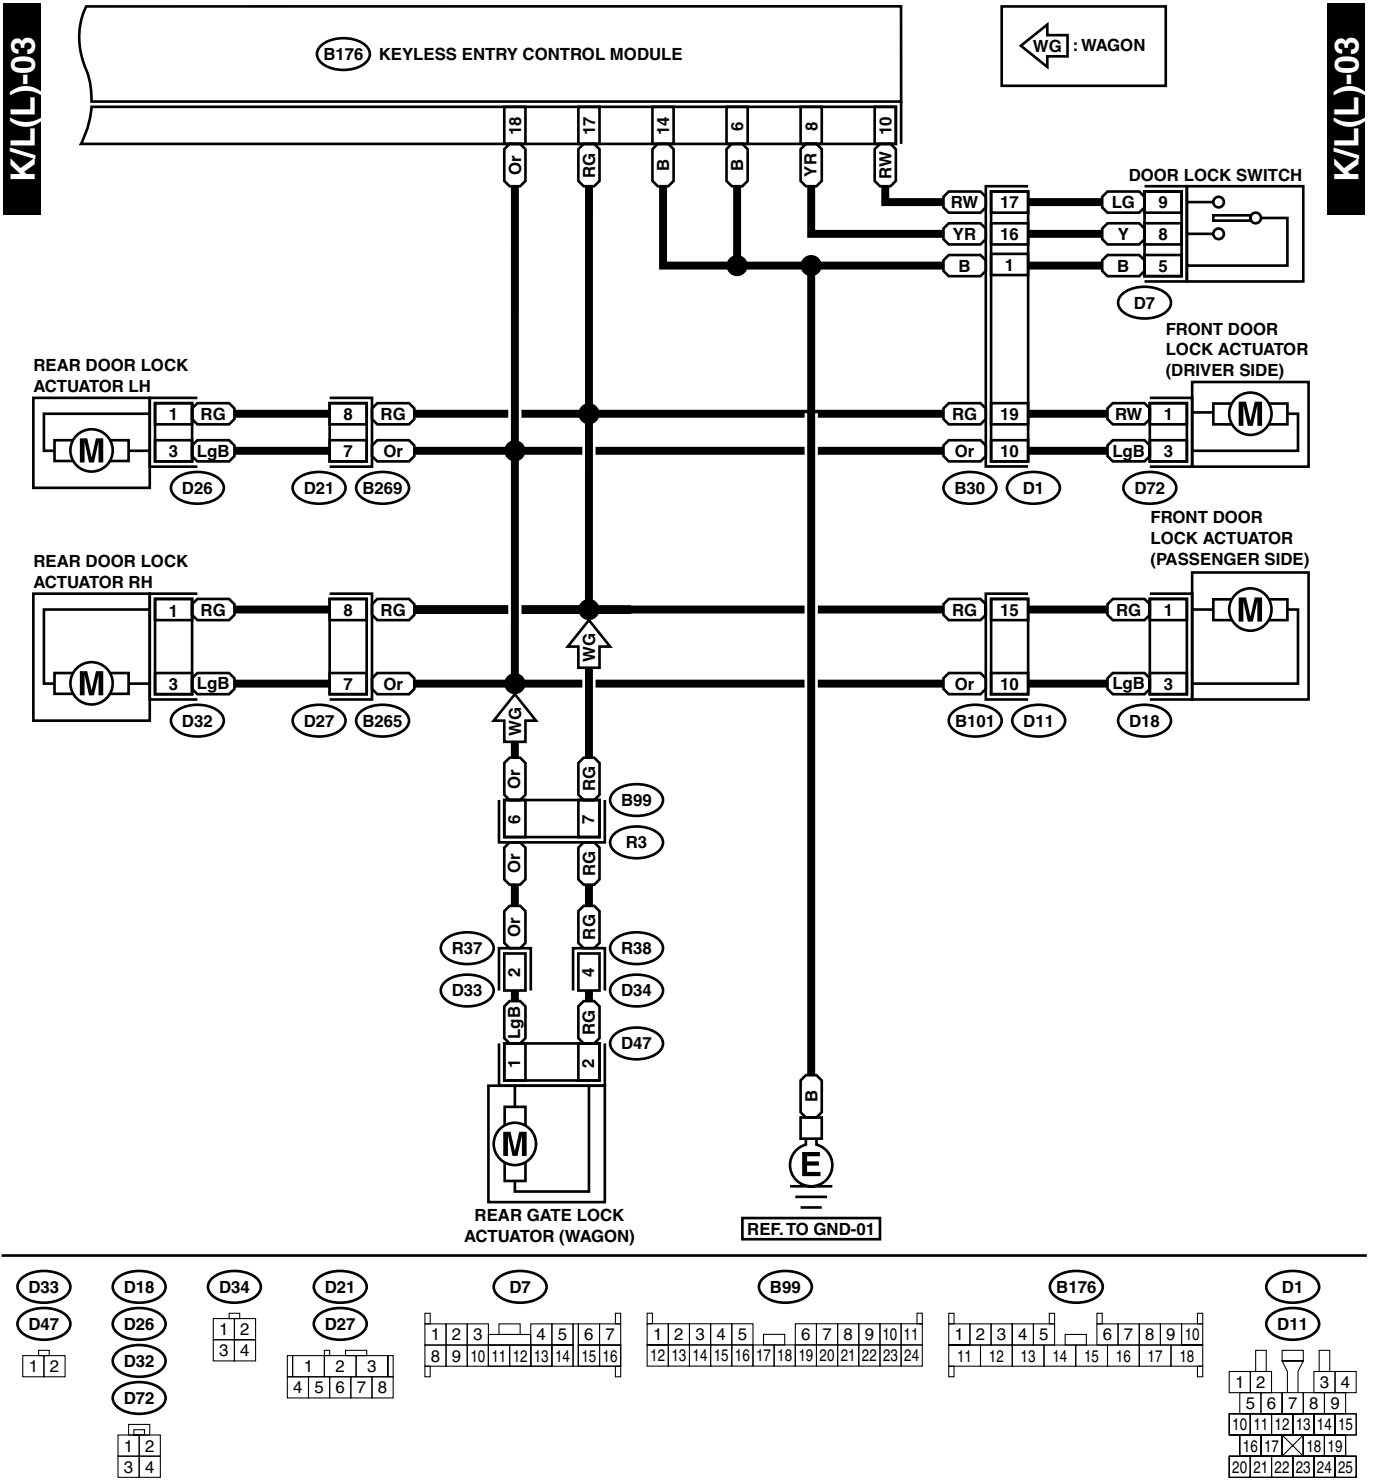 K/L(L)-03
K/L(L)-03
B176 KEYLESS ENTRY CONTROL MODULE
WG : WAGON
18 17 14 6 8 10
Or RG B B YR RW
DOOR LOCK SWITCH
RW 17 LG 9
YR 16 Y 8
B 1 B 5
D7
FRONT DOOR
LOCK ACTUATOR
(DRIVER SIDE)
REAR DOOR LOCK
ACTUATOR LH
1 RG 8 RG RG 19 RW 1 M
M 3 LgB 7 Or Or 10 LgB 3
D26 D21 B269 B30 D1 D72
FRONT DOOR
LOCK ACTUATOR
(PASSENGER SIDE)
REAR DOOR LOCK
ACTUATOR RH
1 RG 8 RG RG 15 RG 1 M
WG
M 3 LgB 7 Or Or 10 LgB 3
WG
D32 D27 B265 B101 D11 D18
Or RG
B99
6 7
R3
Or RG
Or RG
R37 R38
2 4
D33 D34
LgB RG
D47
1 2
B
M
E
REAR GATE LOCK
ACTUATOR (WAGON)
REF. TO GND-01
D33 D18 D34 D21 D7 B99 B176 D1
D47 D26 D27 D11
D32
D72
1 2
1 2
3 4
1 2
3 4
1 2 3
4 5 6 7 8
1 2 3 4 5 6 7
8 9 10 11 12 13 14 15 16
1 2 3 4 5 6 7 8 9 10 11
12 13 14 15 16 17 18 19 20 21 22 23 24
1 2 3 4 5 6 7 8 9 10
11 12 13 14 15 16 17 18
1 2 3 4
5 6 7 8 9
10 11 12 13 14 15
16 17 18 19
20 21 22 23 24 25